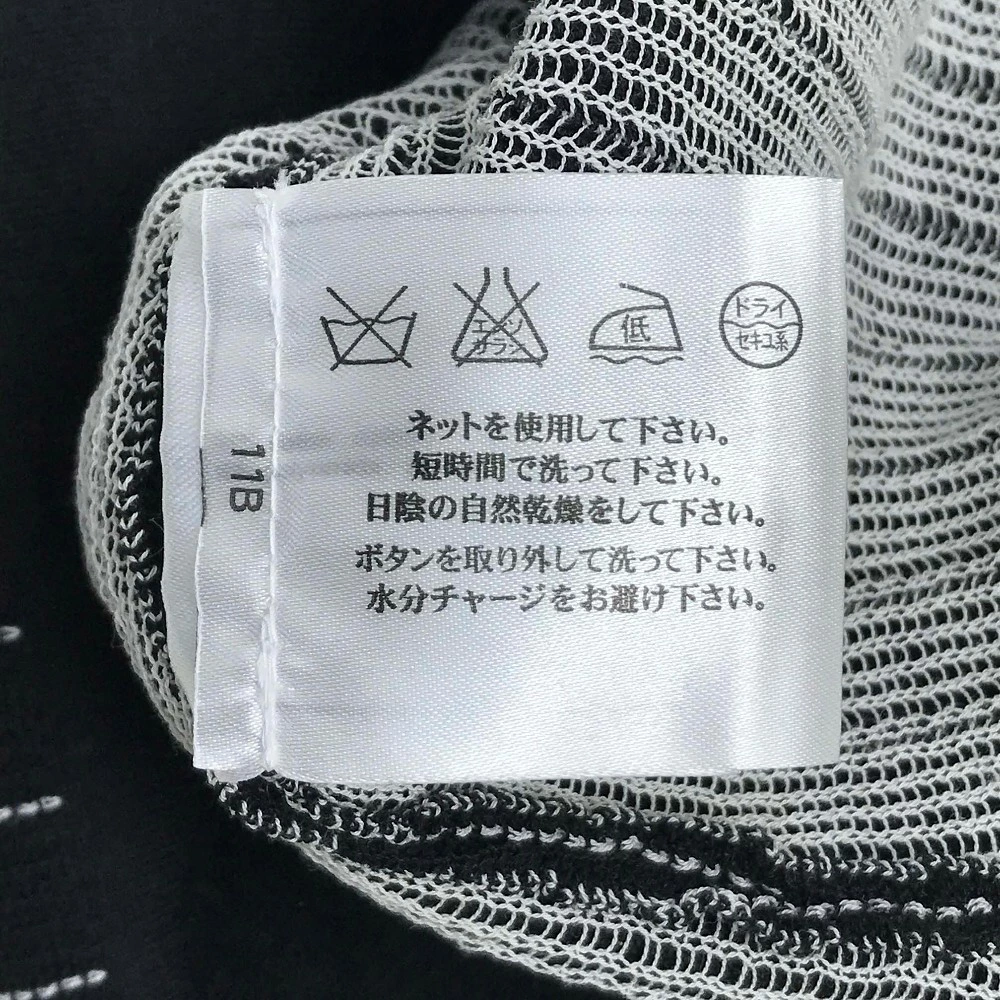 エンソ
サラシ
低
ドライ
セキユ系
ネットを使用して下さい。
短時間で洗って下さい。
日陰の自然乾燥をして下さい。
ボタンを取り外して洗って下さい。
水分チャージをお避け下さい。
11B